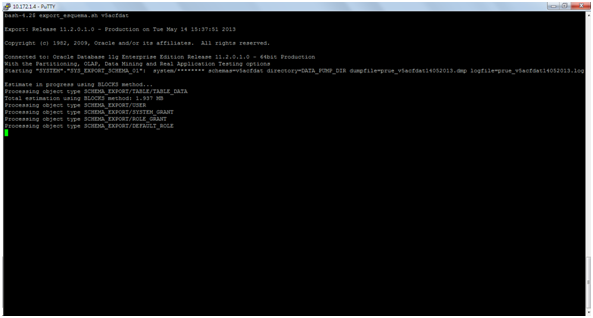 10.172.1.4 - PuTTY
bash-4.2$ export_esquema.sh v5acfdat
Export: Release 11.2.0.1.0 - Production on Tue May 14 15:37:51 2013
Copyright (c) 1982, 2009, Oracle and/or its affiliates.  All rights reserved.
Connected to: Oracle Database 11g Enterprise Edition Release 11.2.0.1.0 - 64bit Production
With the Partitioning, OLAP, Data Mining and Real Application Testing options
Starting "SYSTEM"."SYS_EXPORT_SCHEMA_01":  system/******** schemas=v5acfdat directory=DATA_PUMP_DIR dumpfile=prue_v5acfdat14052013.dmp logfile=prue_v5acfdat14052013.log
Estimate in progress using BLOCKS method...
Processing object type SCHEMA_EXPORT/TABLE/TABLE_DATA
Total estimation using BLOCKS method: 1.937 MB
Processing object type SCHEMA_EXPORT/USER
Processing object type SCHEMA_EXPORT/SYSTEM_GRANT
Processing object type SCHEMA_EXPORT/ROLE_GRANT
Processing object type SCHEMA_EXPORT/DEFAULT_ROLE